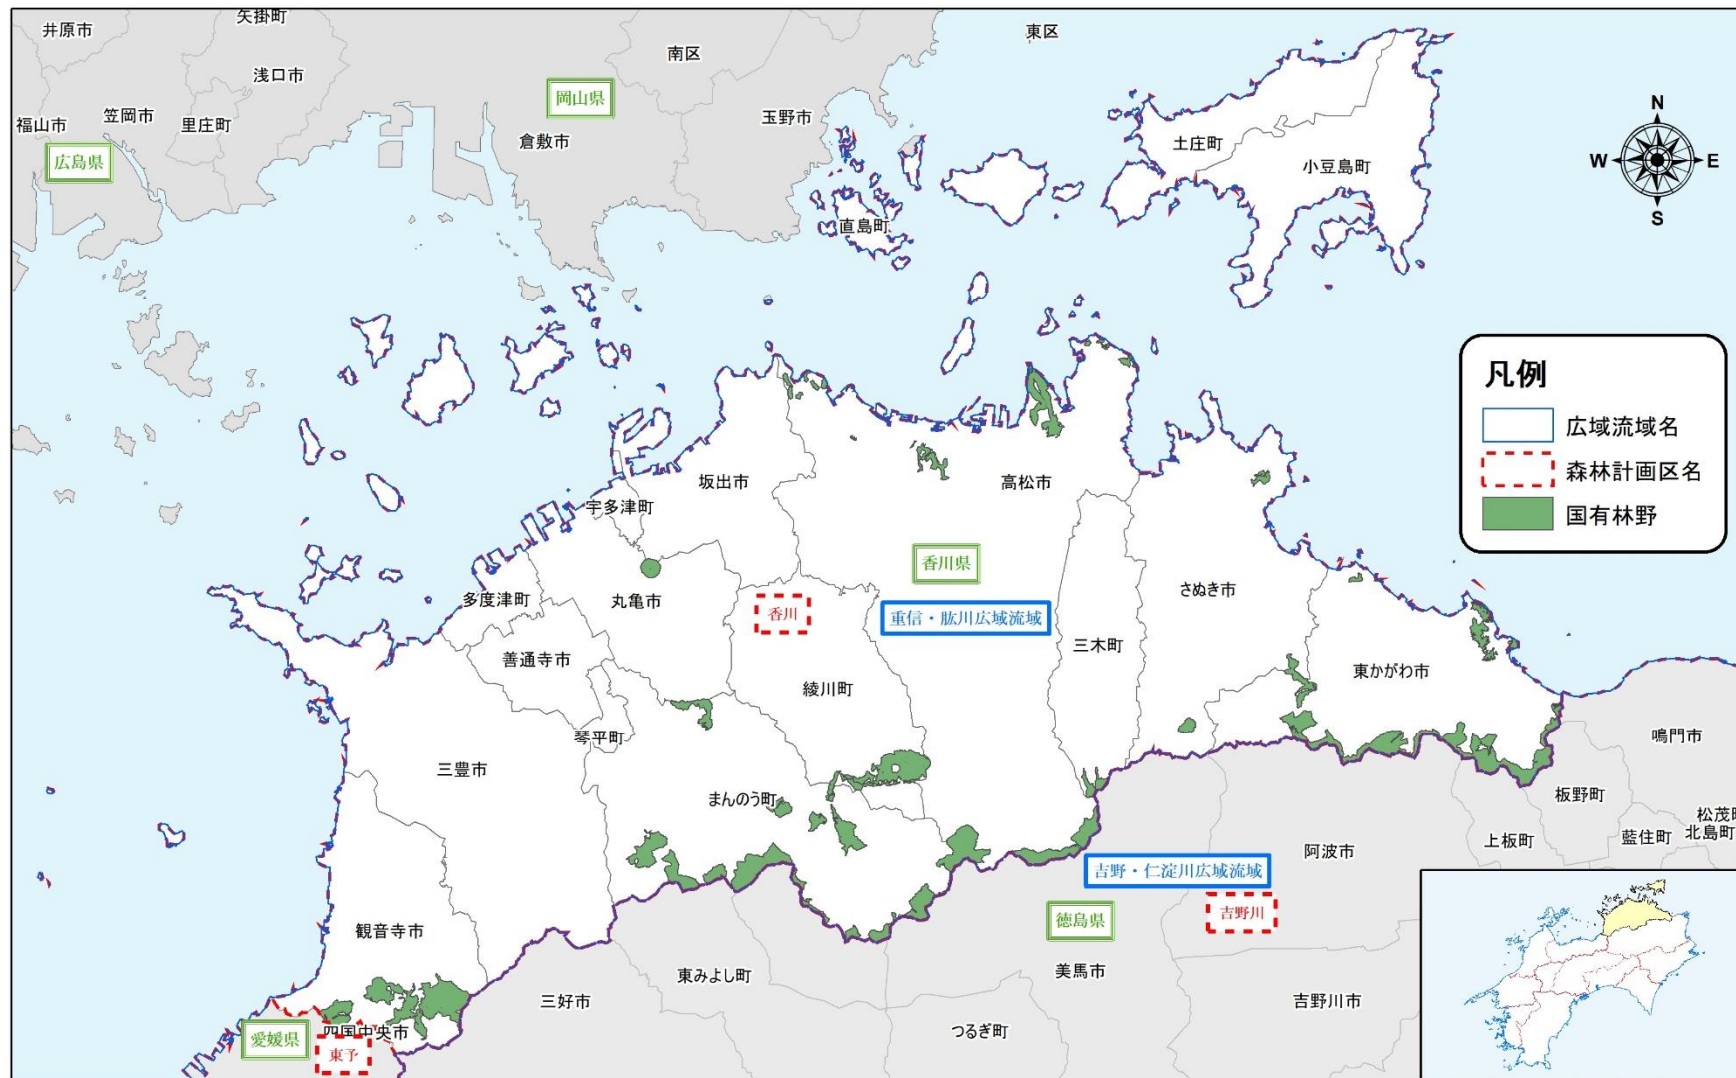 井原市
矢掛町
浅口市
南区
東区
岡山県
福山市
笠岡市
里庄町
倉敷市
玉野市
広島県
土庄町
小豆島町
直島町
N
W
E
S
凡例
広域流域名
森林計画区名
国有林野
坂出市
高松市
宇多津町
香川県
多度津町
丸亀市
香川
重信・肱川広域流域
さぬき市
三木町
善通寺市
綾川町
東かがわ市
琴平町
三豊市
まんのう町
鳴門市
板野町
松茂町
北島町
上板町
藍住町
阿波市
吉野・仁淀川広域流域
吉野川
徳島県
観音寺市
東みよし町
美馬市
三好市
吉野川市
つるぎ町
四国中央市
愛媛県
東予